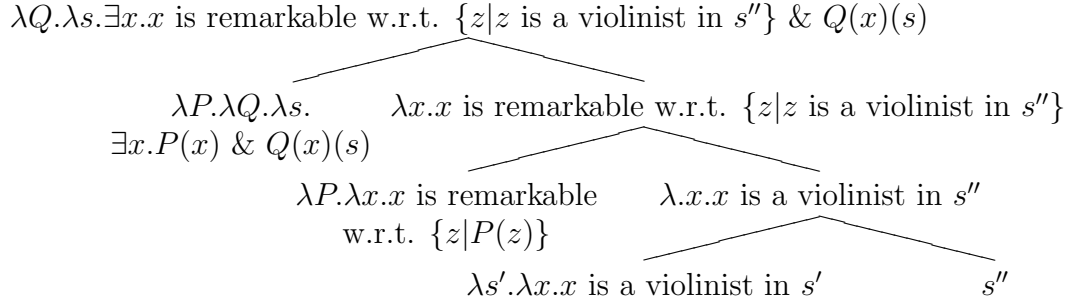 λQ.λs.∃x.x is remarkable w.r.t. {z|z is a violinist in s″} & Q(x)(s)
λP.λQ.λs.
∃x.P(x) & Q(x)(s)
λx.x is remarkable w.r.t. {z|z is a violinist in s″}
λP.λx.x is remarkable
w.r.t. {z|P(z)}
λ.x.x is a violinist in s″
λs′.λx.x is a violinist in s′
s″